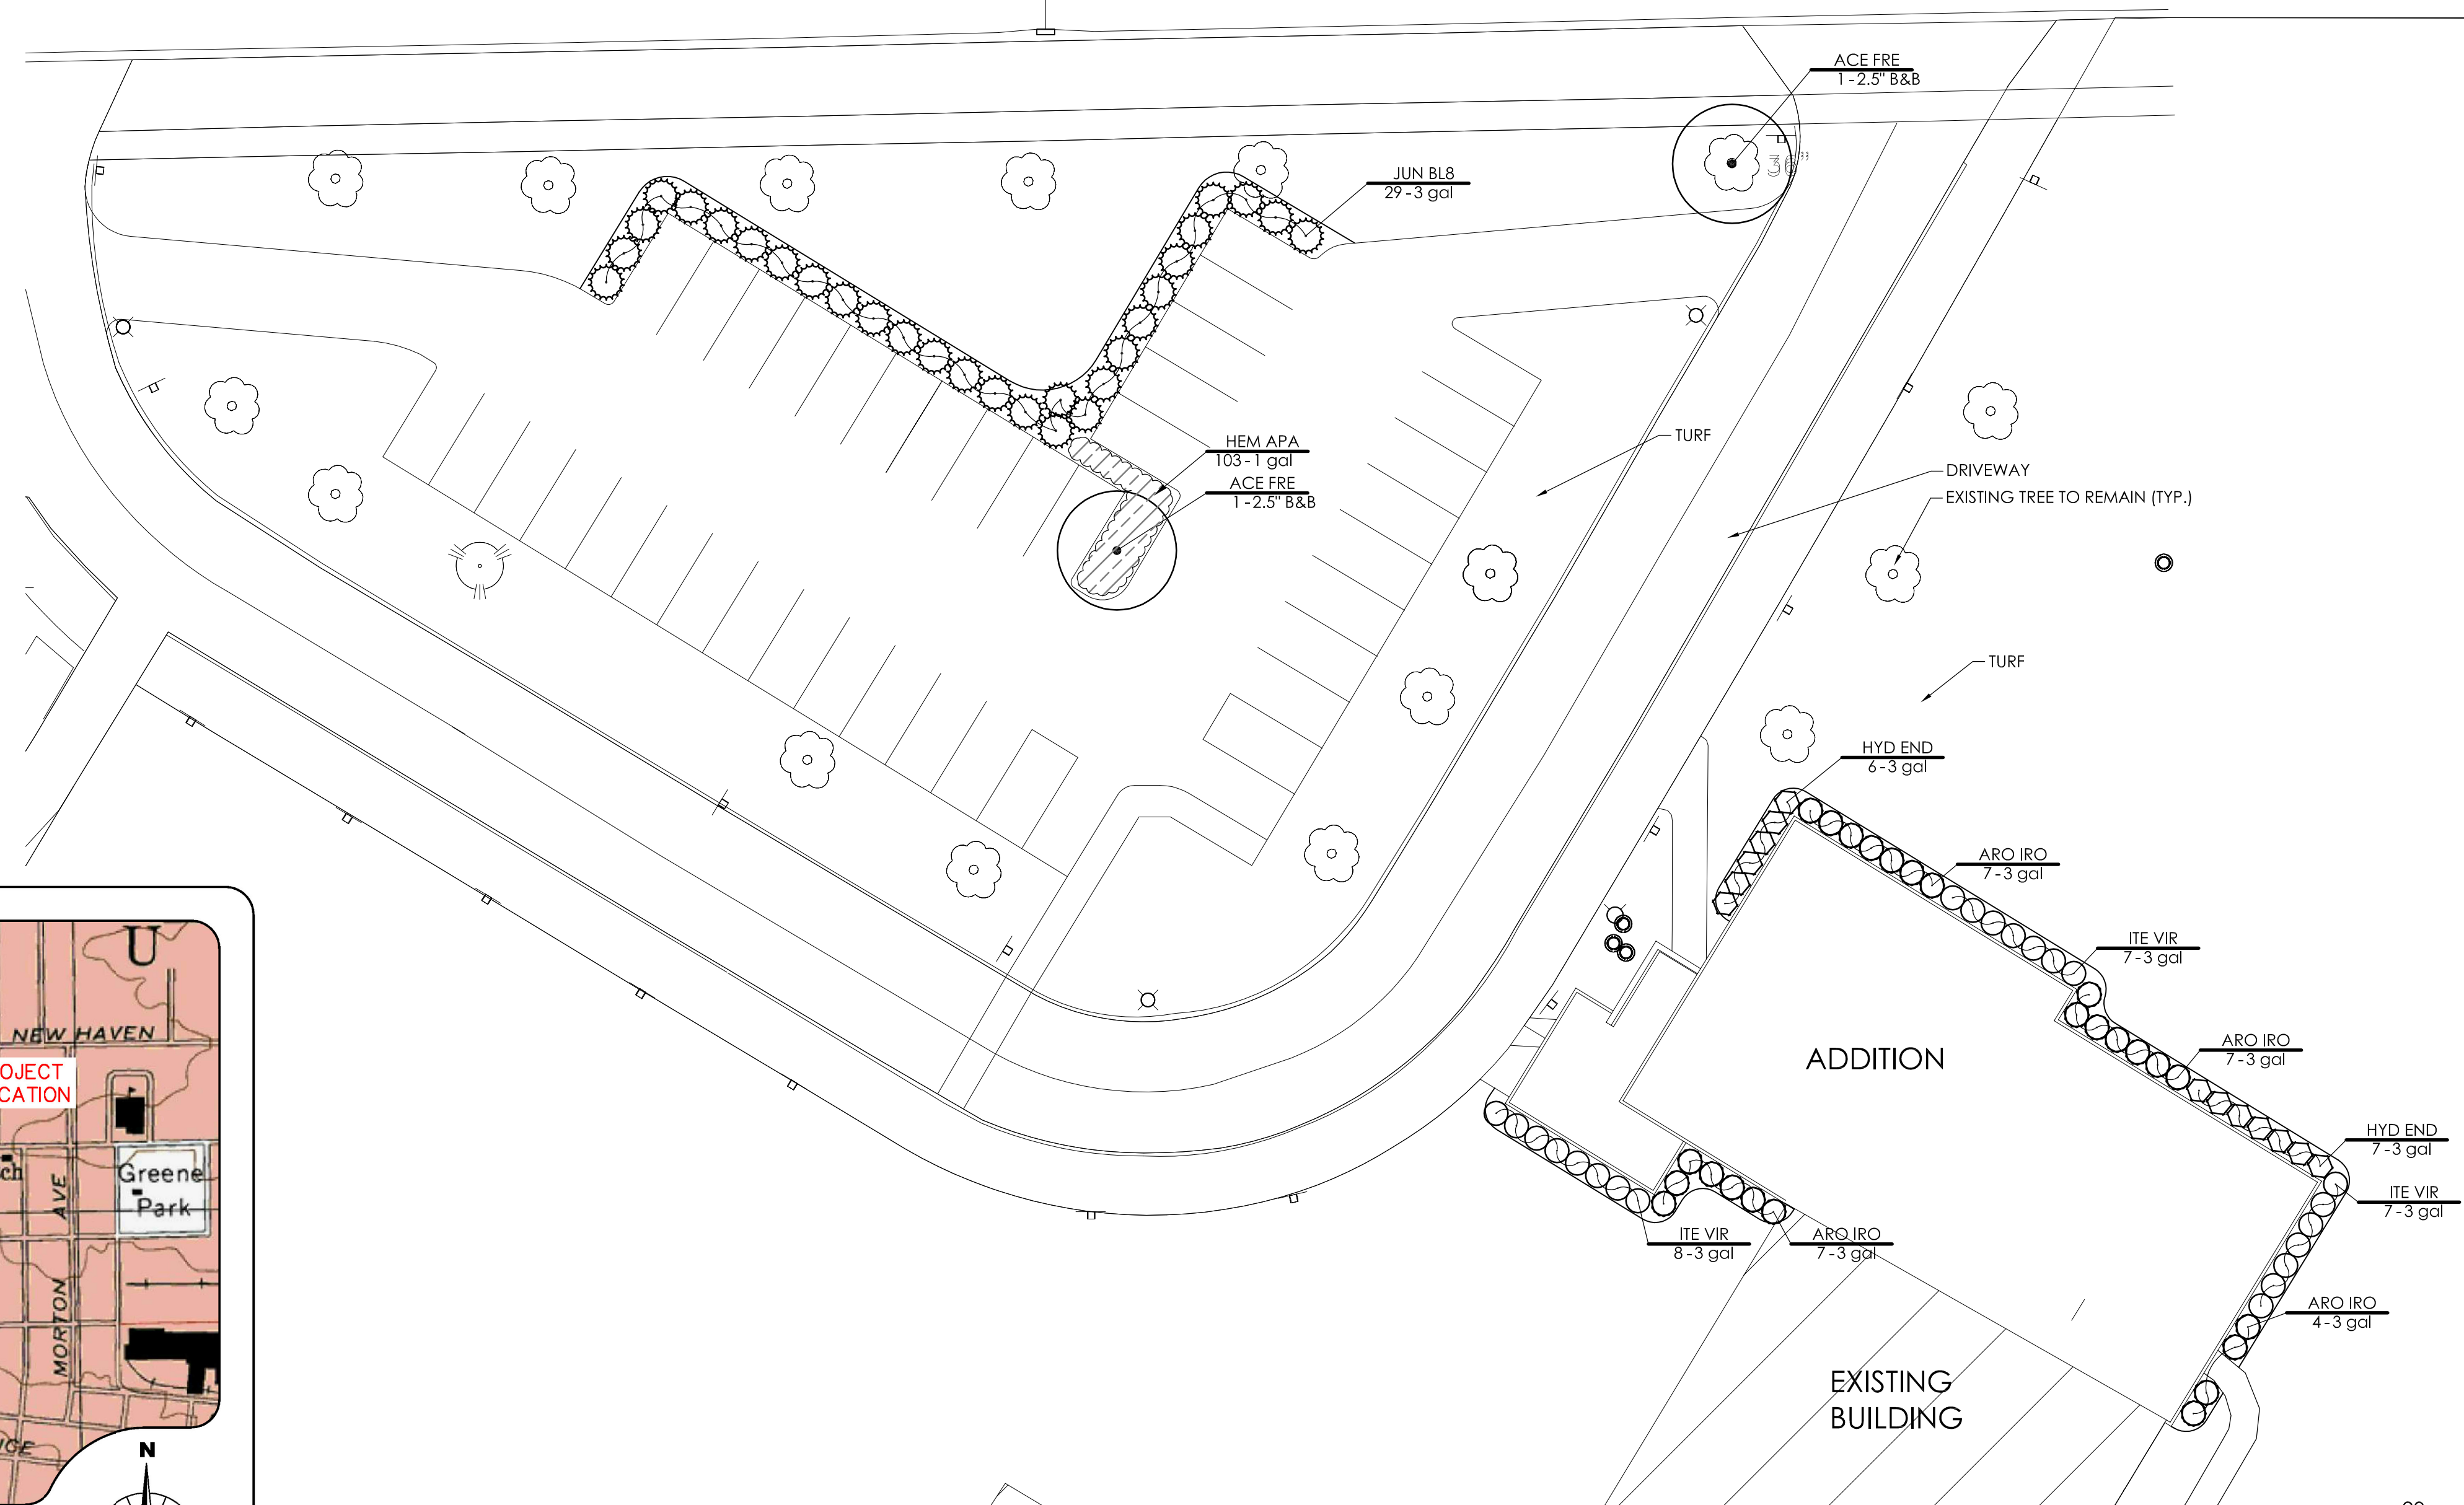 ACE FRE
1-2.5" B&B
36"
JUN BL8
29-3 gal
HEM APA
103-1 gal
ACE FRE
1-2.5" B&B
TURF
DRIVEWAY
EXISTING TREE TO REMAIN (TYP.)
TURF
HYD END
6-3 gal
ARO IRO
7-3 gal
ITE VIR
7-3 gal
ARO IRO
7-3 gal
HYD END
7-3 gal
ITE VIR
7-3 gal
ARO IRO
4-3 gal
ITE VIR
8-3 gal
ARO IRO
7-3 gal
ADDITION
EXISTING
BUILDING
U
NEW HAVEN
OJECT
CATION
ch
AVE
MORTON
Greene
Park
N